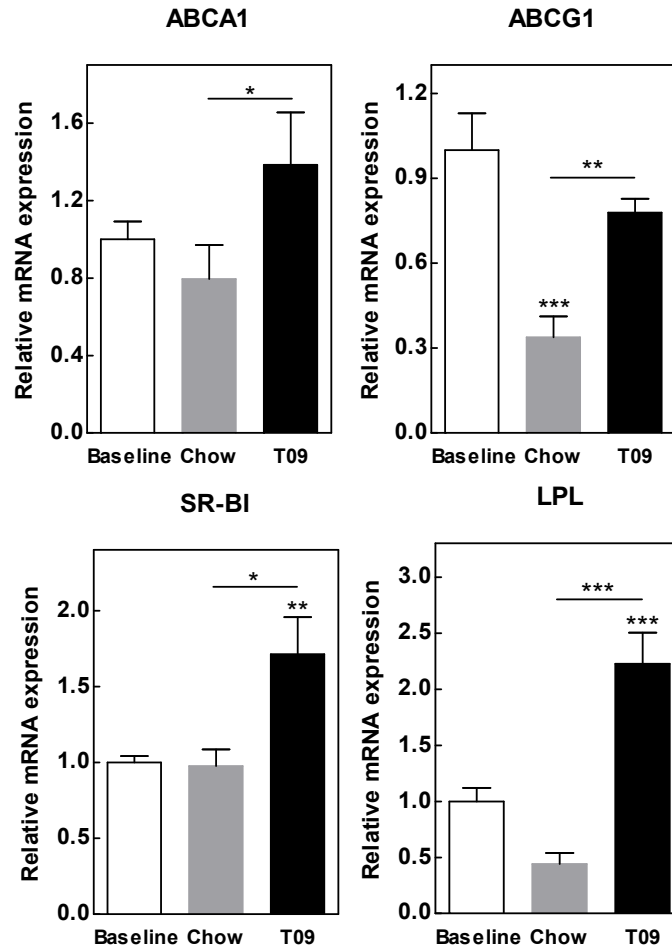 ABCA1
Relative mRNA expression
1.6
1.2
0.8
0.4
0.0
*
Baseline Chow T09
ABCG1
Relative mRNA expression
1.2
0.9
0.6
0.3
0.0
**
***
Baseline Chow T09
SR-BI
Relative mRNA expression
2.0
1.5
1.0
0.5
0.0
*
**
Baseline Chow T09
LPL
Relative mRNA expression
3.0
2.5
2.0
1.5
1.0
0.5
0.0
***
***
Baseline Chow T09